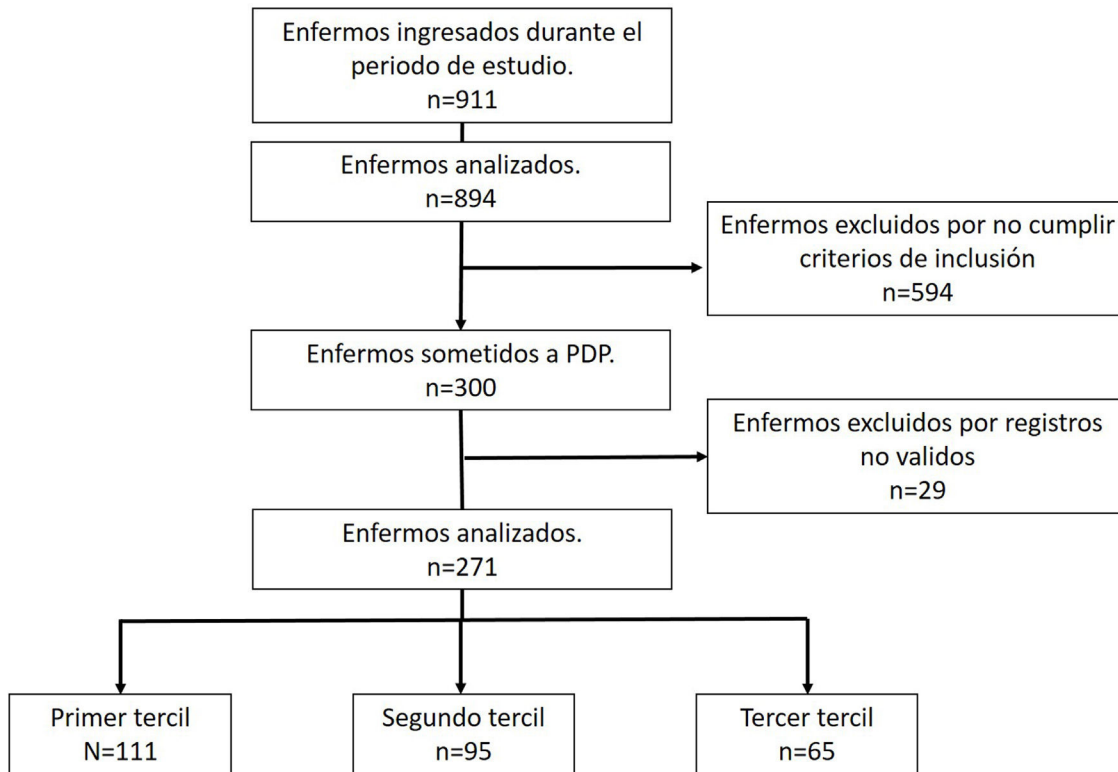 Enfermos ingresados durante el
periodo de estudio.
n=911
Enfermos analizados.
n=894
Enfermos excluidos por no cumplir
criterios de inclusión
n=594
Enfermos sometidos a PDP.
n=300
Enfermos excluidos por registros
no validos
n=29
Enfermos analizados.
n=271
Primer tercil
N=111
Segundo tercil
n=95
Tercer tercil
n=65